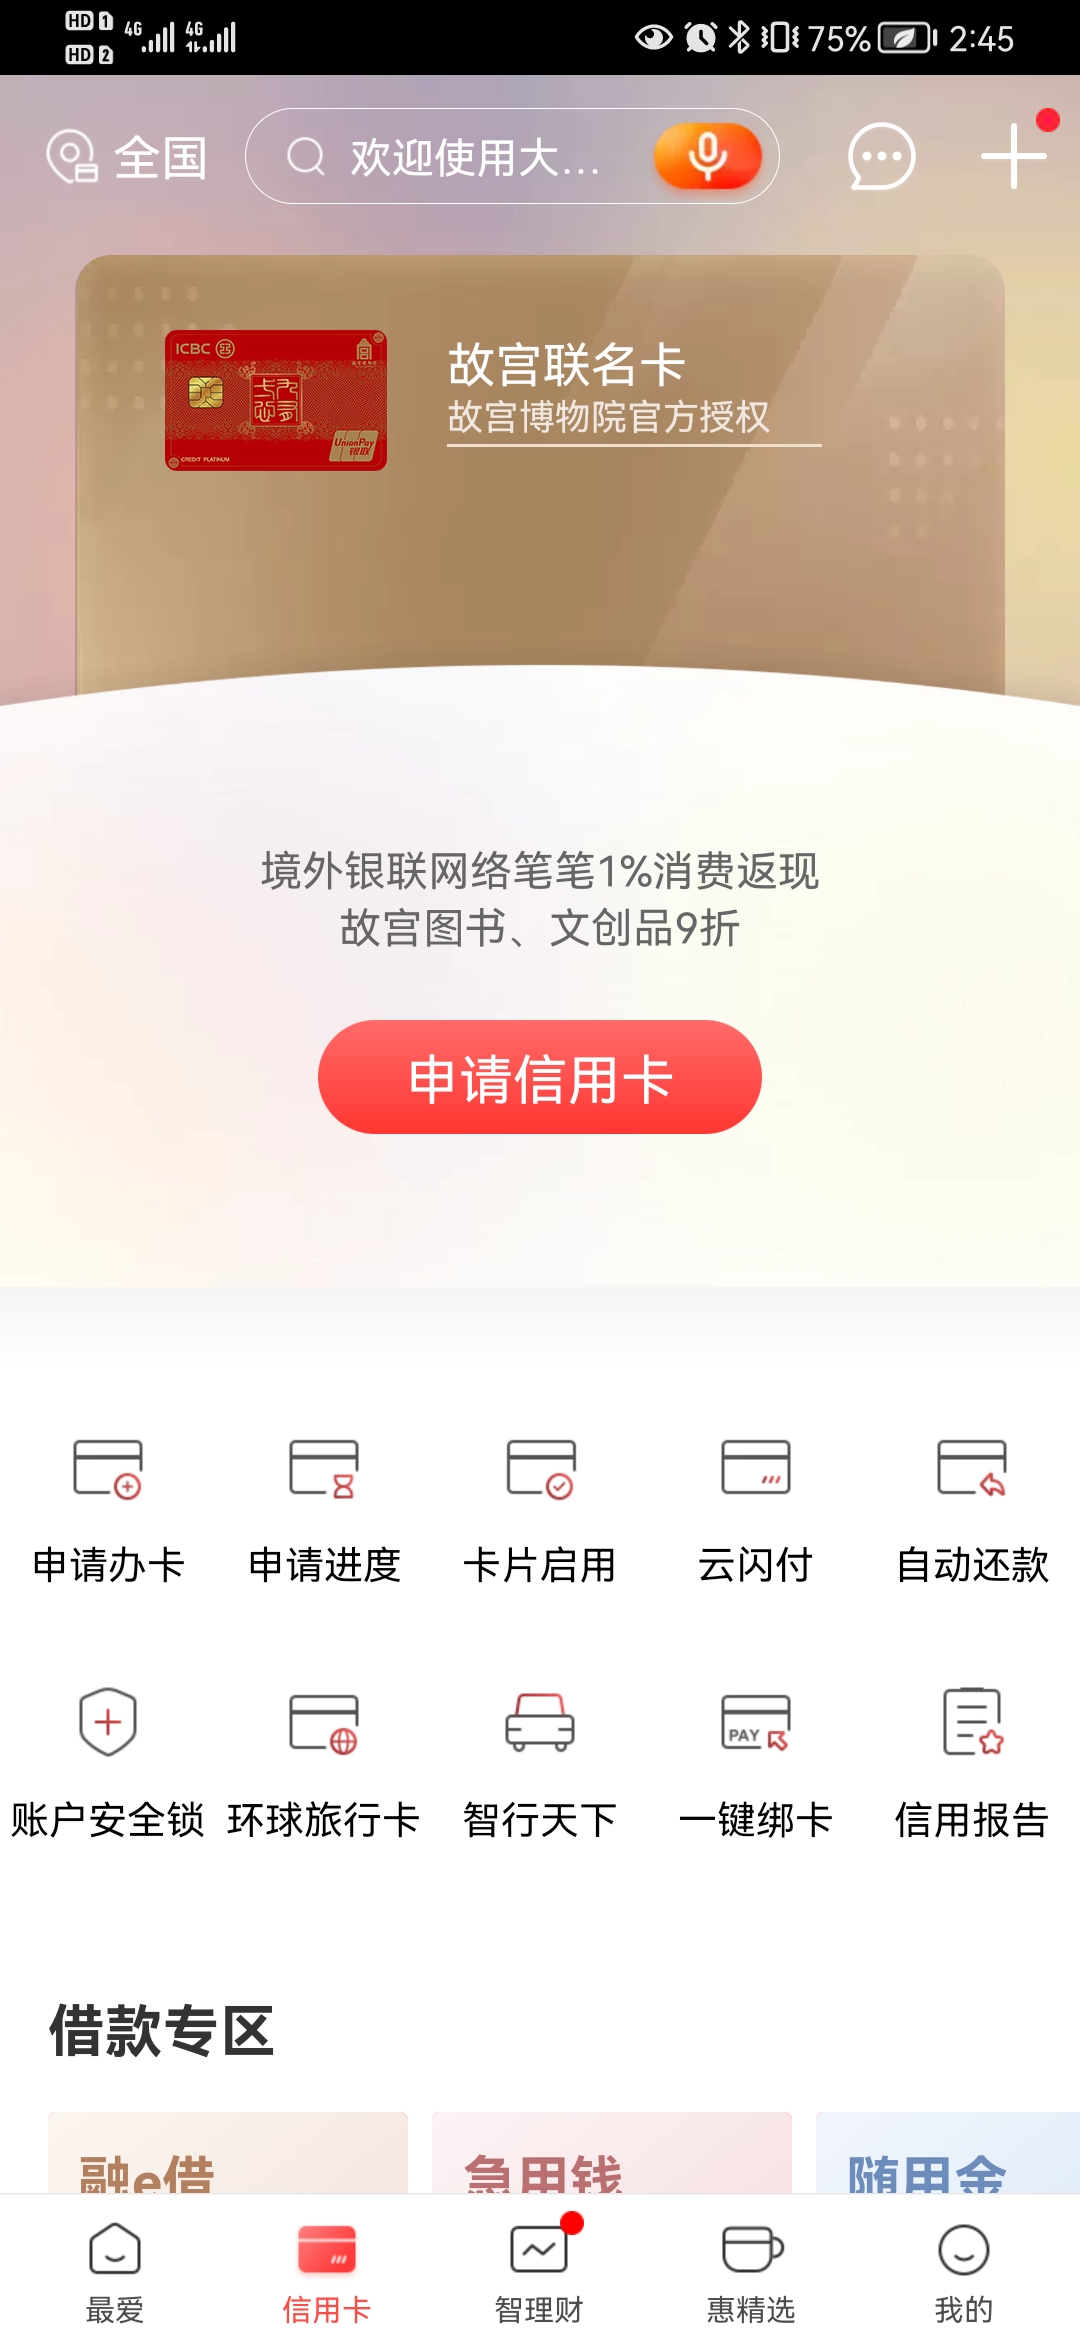 HD 1 4G 4G 75% 2:45
HD 2
全国 欢迎使用大...
ICBC
UnionPay
银联
CREDIT PLATINUM
故宫联名卡
故宫博物院官方授权
境外银联网络笔笔1%消费返现
故宫图书、文创品9折
申请信用卡
申请办卡 申请进度 卡片启用 云闪付 自动还款
PAY
账户安全锁 环球旅行卡 智行天下 一键绑卡 信用报告
借款专区
融e借 急用钱 随用金
最爱 信用卡 智理财 惠精选 我的